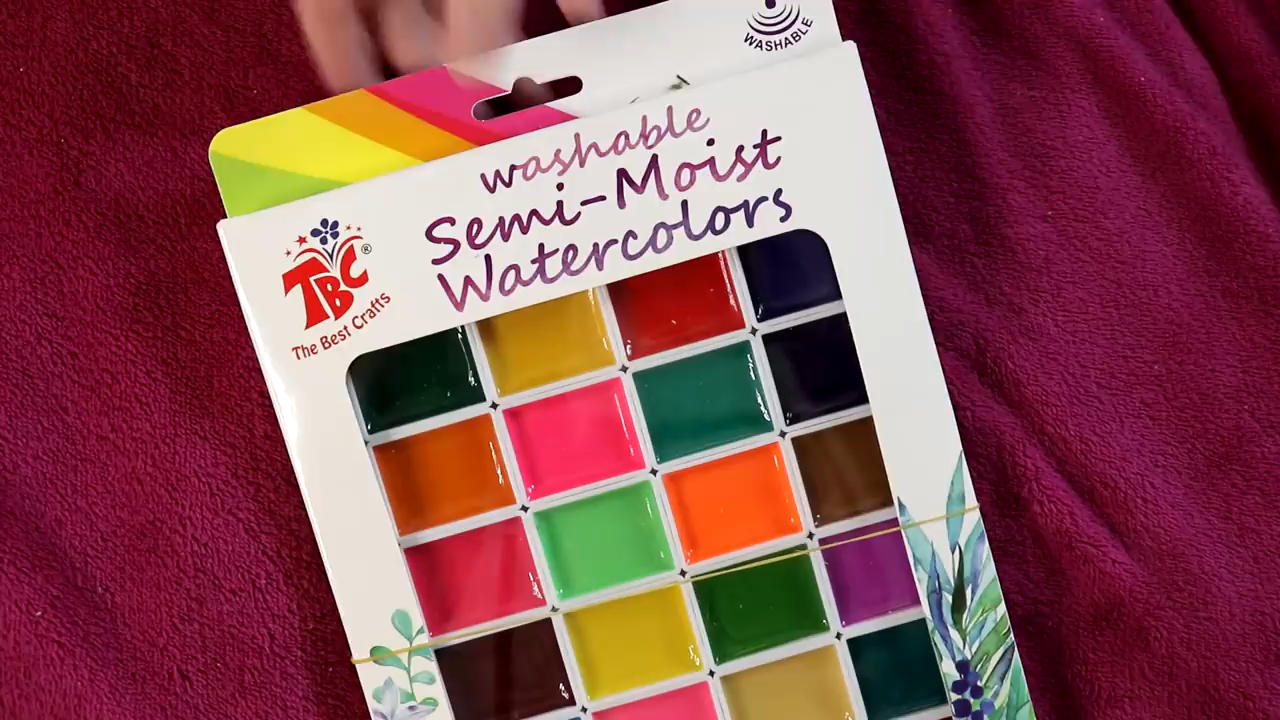 WASHABLE
washable
Semi-Moist
Watercolors
TBC®
The Best Crafts